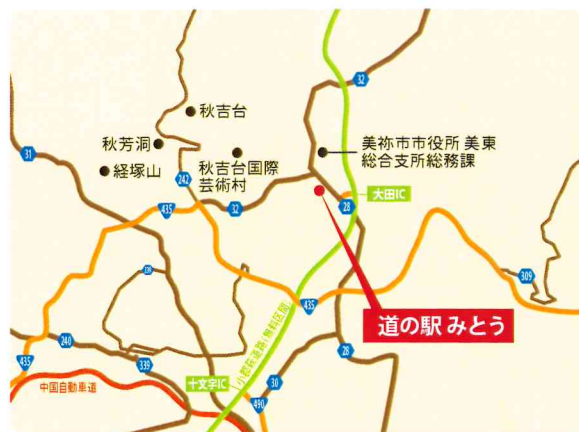 32
秋吉台
31
秋芳洞
美祢市市役所 美東
総合支所総務課
経塚山
秋吉台国際
芸術村
242
大田IC
435
32
28
309
239
435
道の駅 みとう
小郡萩道路(無料区間)
240
339
28
435
中国自動車道
十文字IC
30
490